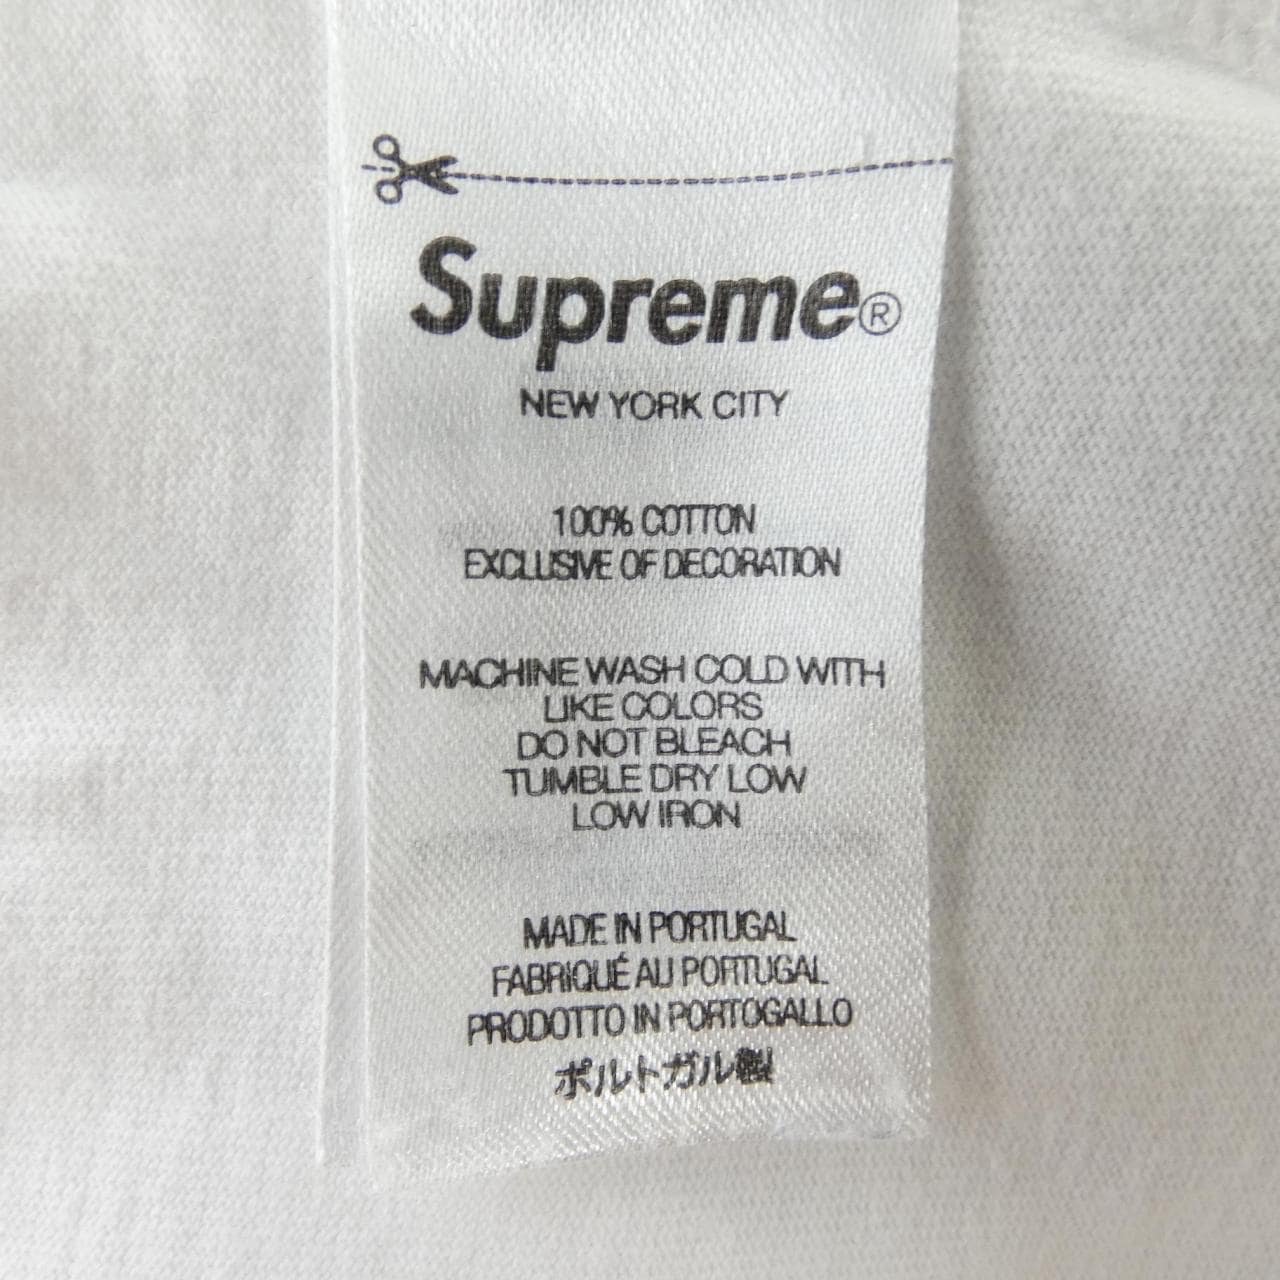 Supreme®
NEW YORK CITY
100% COTTON
EXCLUSIVE OF DECORATION
MACHINE WASH COLD WITH
LIKE COLORS
DO NOT BLEACH
TUMBLE DRY LOW
LOW IRON
MADE IN PORTUGAL
FABRIQUÉ AU PORTUGAL
PRODOTTO IN PORTOGALLO
ポルトガル製